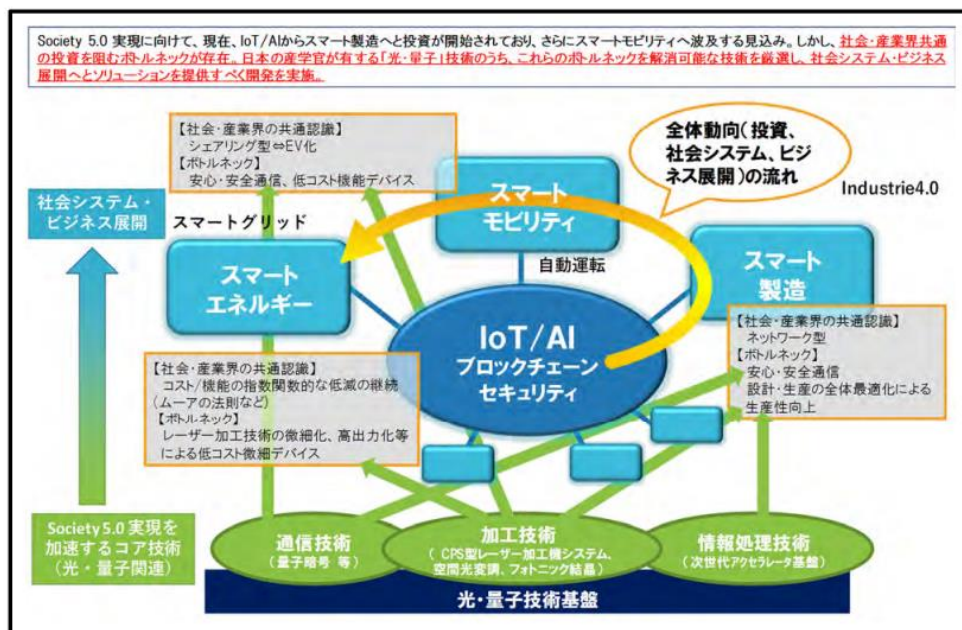 Society 5.0 実現に向けて、現在、IoT/AIからスマート製造へと投資が開始されており、さらにスマートモビリティへ波及する見込み。しかし、社会・産業界共通
の投資を阻むボトルネックが存在。日本の産学官が有する「光・量子」技術のうち、これらのボトルネックを解消可能な技術を厳選し、社会システム・ビジネス
展開へとソリューションを提供すべく開発を実施。
【社会・産業界の共通認識】
シェアリング型⇔EV化
【ボトルネック】
安心・安全通信、低コスト機能デバイス
全体動向(投資、
社会システム、ビジ
ネス展開)の流れ
Industrie4.0
社会システム・
ビジネス展開
スマートグリッド
スマート
モビリティ
自動運転
スマート
エネルギー
スマート
製造
IoT/AI
ブロックチェーン
セキュリティ
【社会・産業界の共通認識】
ネットワーク型
【ボトルネック】
安心・安全通信
設計・生産の全体最適化による
生産性向上
【社会・産業界の共通認識】
コスト/機能の指数関数的な低減の継続
(ムーアの法則など)
【ボトルネック】
レーザー加工技術の微細化、高出力化等
による低コスト微細デバイス
Society5.0 実現を
加速するコア技術
(光・量子関連)
通信技術
(量子暗号 等)
加工技術
( CPS型レーザー加工機システム、
空間光変調、フォトニック結晶)
情報処理技術
(次世代アクセラレータ基盤)
光・量子技術基盤